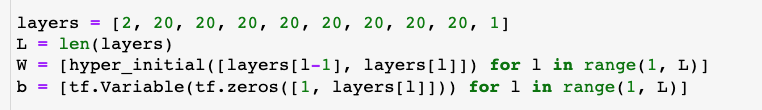 layers = [2, 20, 20, 20, 20, 20, 20, 20, 20, 1]
L = len(layers)
W = [hyper_initial([layers[l-1], layers[l]]) for l in range(1, L)]
b = [tf.Variable(tf.zeros([1, layers[l]])) for l in range(1, L)]